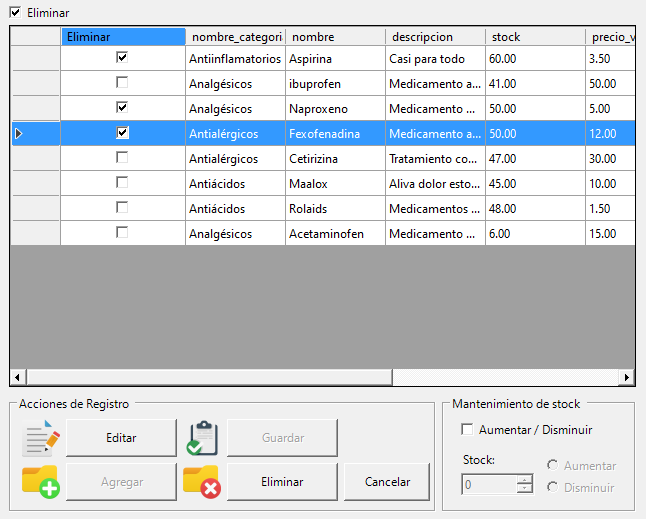 Eliminar
Eliminar nombre_categori nombre descripcion stock precio_v
Antiinflamatorios Aspirina Casi para todo 60.00 3.50
Analgésicos ibuprofen Medicamento a... 41.00 50.00
Analgésicos Naproxeno Medicamento ... 50.00 5.00
Antialérgicos Fexofenadina Medicamento a... 50.00 12.00
Antialérgicos Cetirizina Tratamiento co... 47.00 30.00
Antiácidos Maalox Aliva dolor esto... 45.00 10.00
Antiácidos Rolaids Medicamentos ... 48.00 1.50
Analgésicos Acetaminofen Medicamento ... 6.00 15.00
Acciones de Registro
Editar Guardar
Agregar Eliminar Cancelar
Mantenimiento de stock
Aumentar / Disminuir
Stock: Aumentar
0 Disminuir